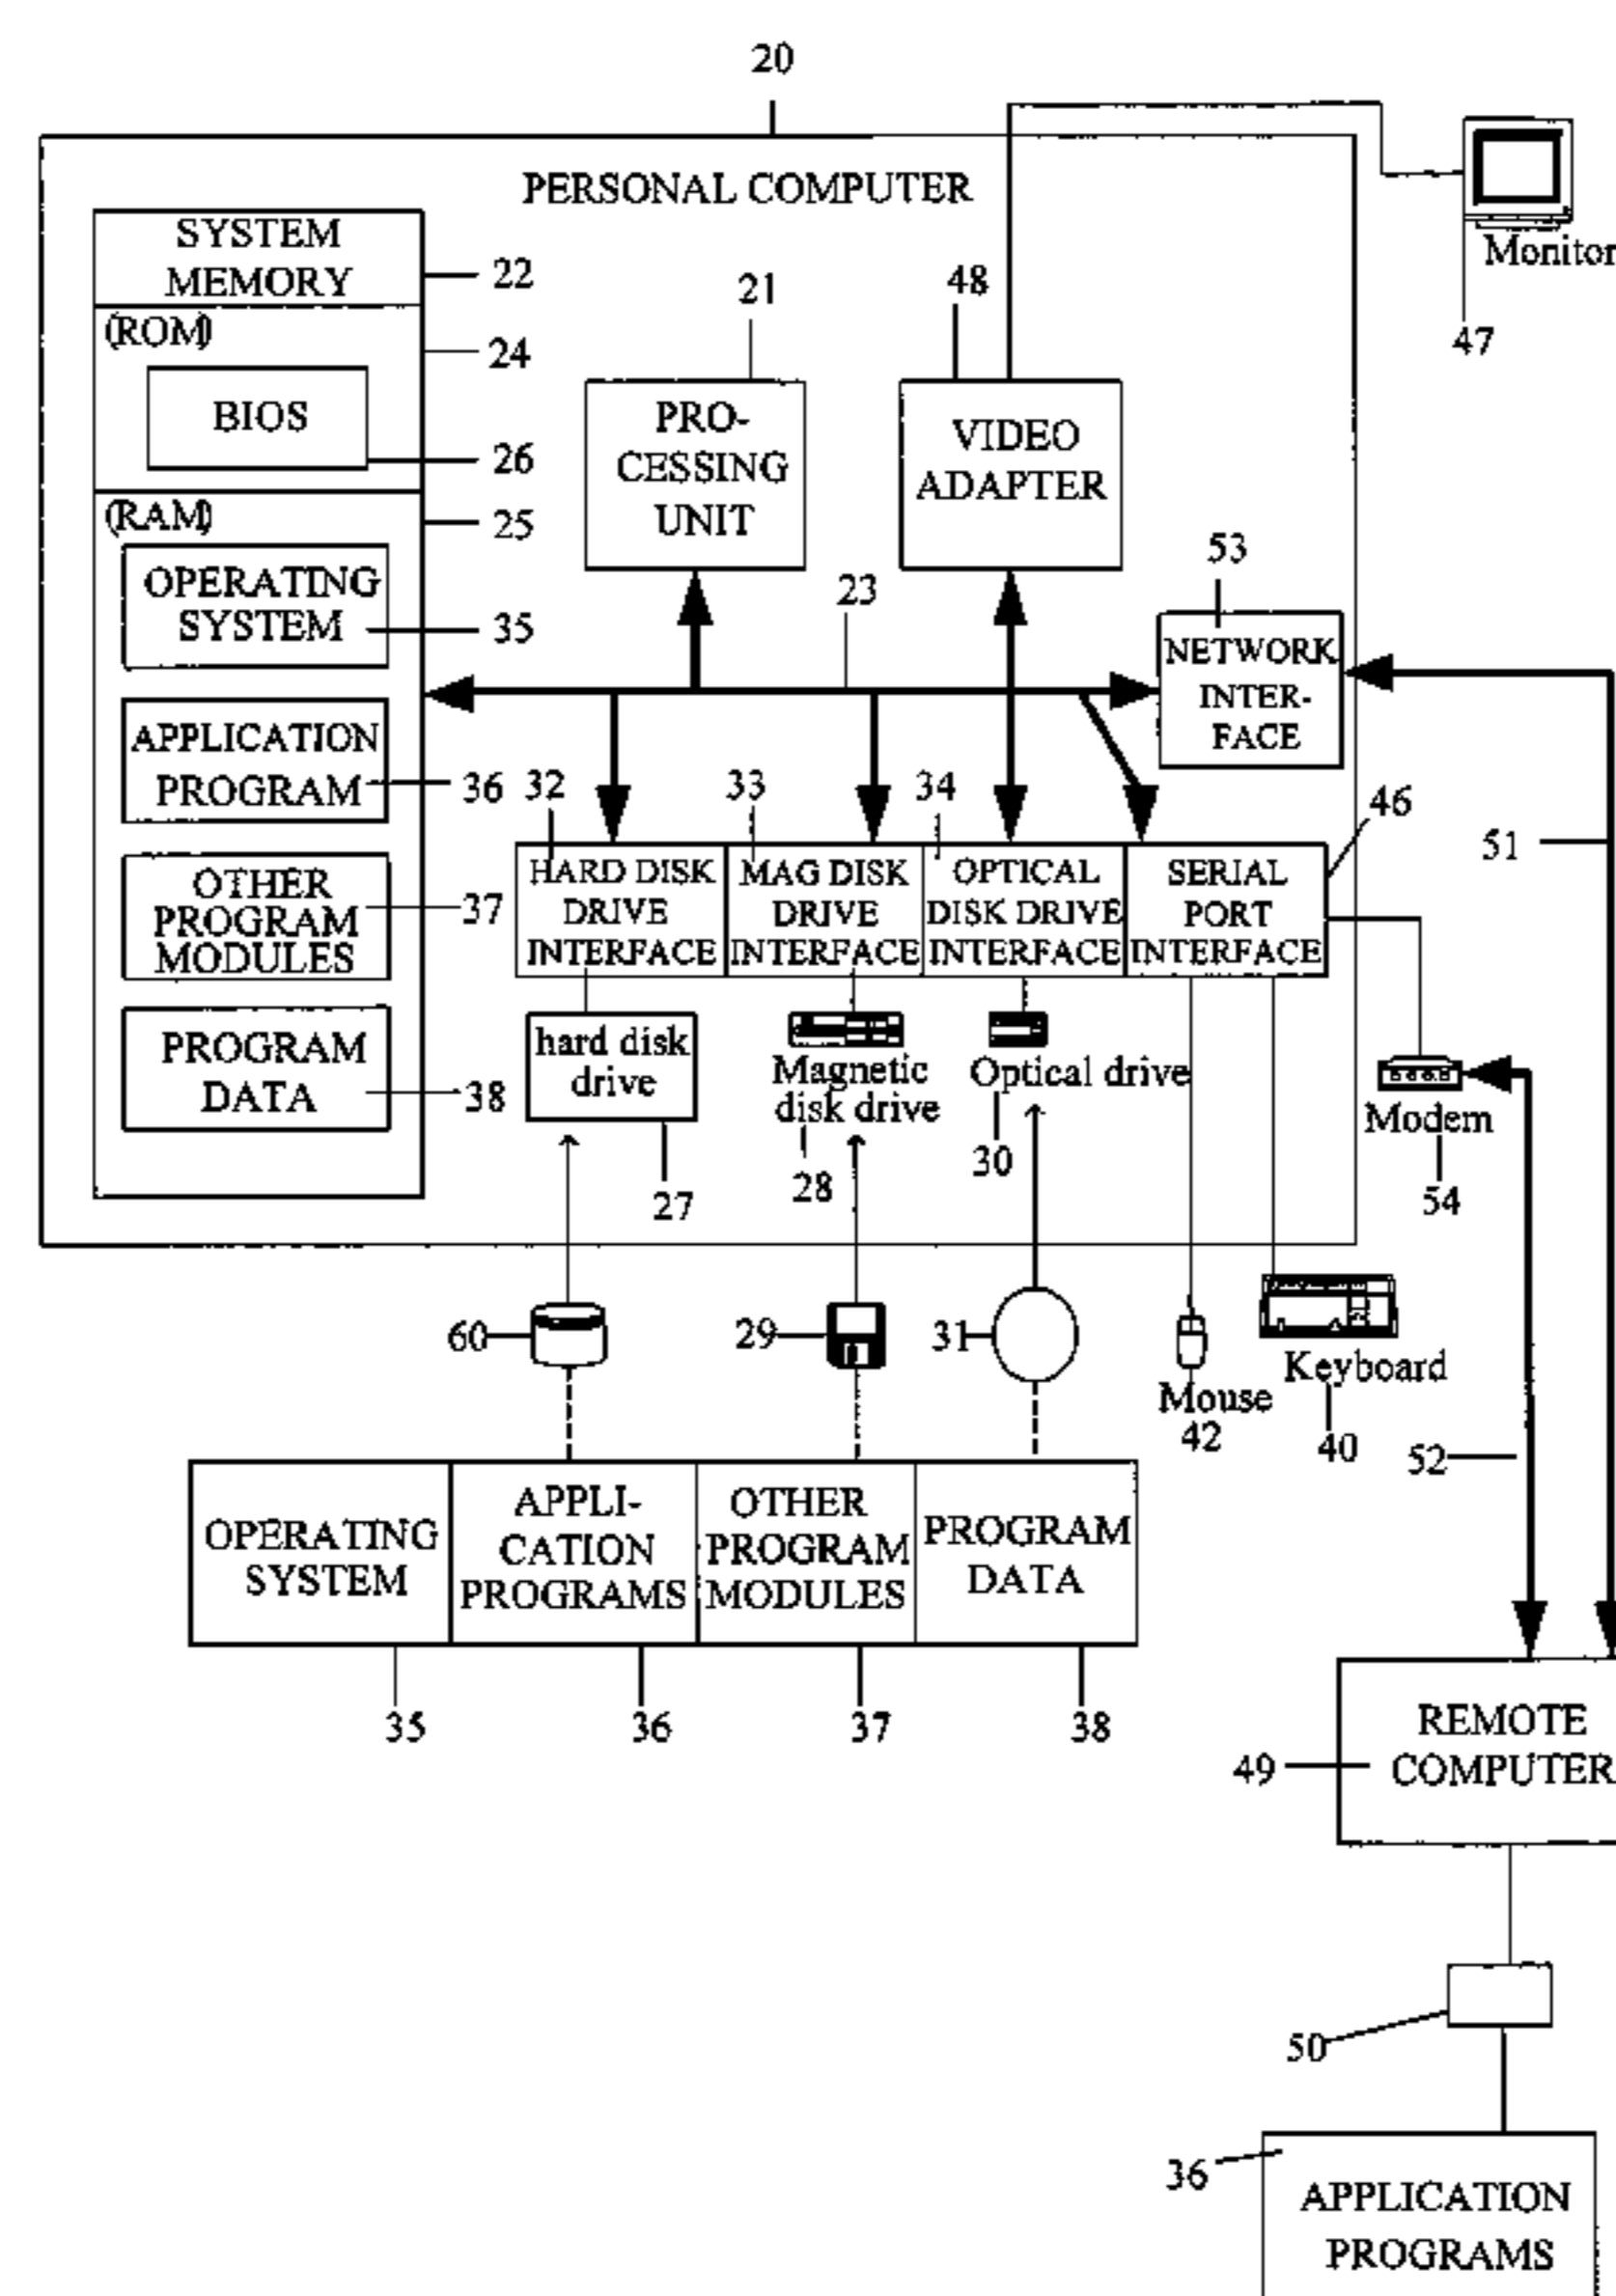 20
PERSONAL COMPUTER
Monitor
47
SYSTEM
MEMORY
22
(ROM)
24
BIOS
26
(RAM)
25
OPERATING
SYSTEM
35
APPLICATION
PROGRAM
36
OTHER
PROGRAM
MODULES
37
PROGRAM
DATA
38
21
PRO-
CESSING
UNIT
48
VIDEO
ADAPTER
23
53
NETWORK
INTER-
FACE
32
HARD DISK
DRIVE
INTERFACE
33
MAG DISK
DRIVE
INTERFACE
34
OPTICAL
DISK DRIVE
INTERFACE
46
SERIAL
PORT
INTERFACE
51
hard disk
drive
27
Magnetic
disk drive
28
Optical drive
30
Modem
54
60
29
31
Mouse
42
Keyboard
40
52
OPERATING
SYSTEM
APPLI-
CATION
PROGRAMS
OTHER
PROGRAM
MODULES
PROGRAM
DATA
35
36
37
38
REMOTE
COMPUTER
49
50
36
APPLICATION
PROGRAMS